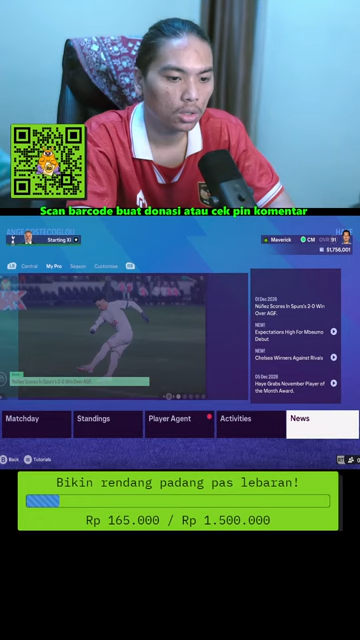 Scan barcode buat donasi atau cek pin komentar
ANGE POSTECOGLOU
Starting XI
Maverick
CM
OVR 91
$1,756,001
Central
My Pro
Season
Customise
01 Dec 2026
Núñez Scores In Spurs's 2-0 Win
Over AGF.
NEW!
Expectations High For Mbeumo
Debut
NEW!
Chelsea Winners Against Rivals
05 Dec 2026
Haye Grabs November Player of
the Month Award.
Núñez Scores In Spurs's 2-0 Win Over AGF.
Matchday
Standings
Player Agent
Activities
News
Back
Tutorials
Bikin rendang padang pas lebaran!
Rp 165.000 / Rp 1.500.000